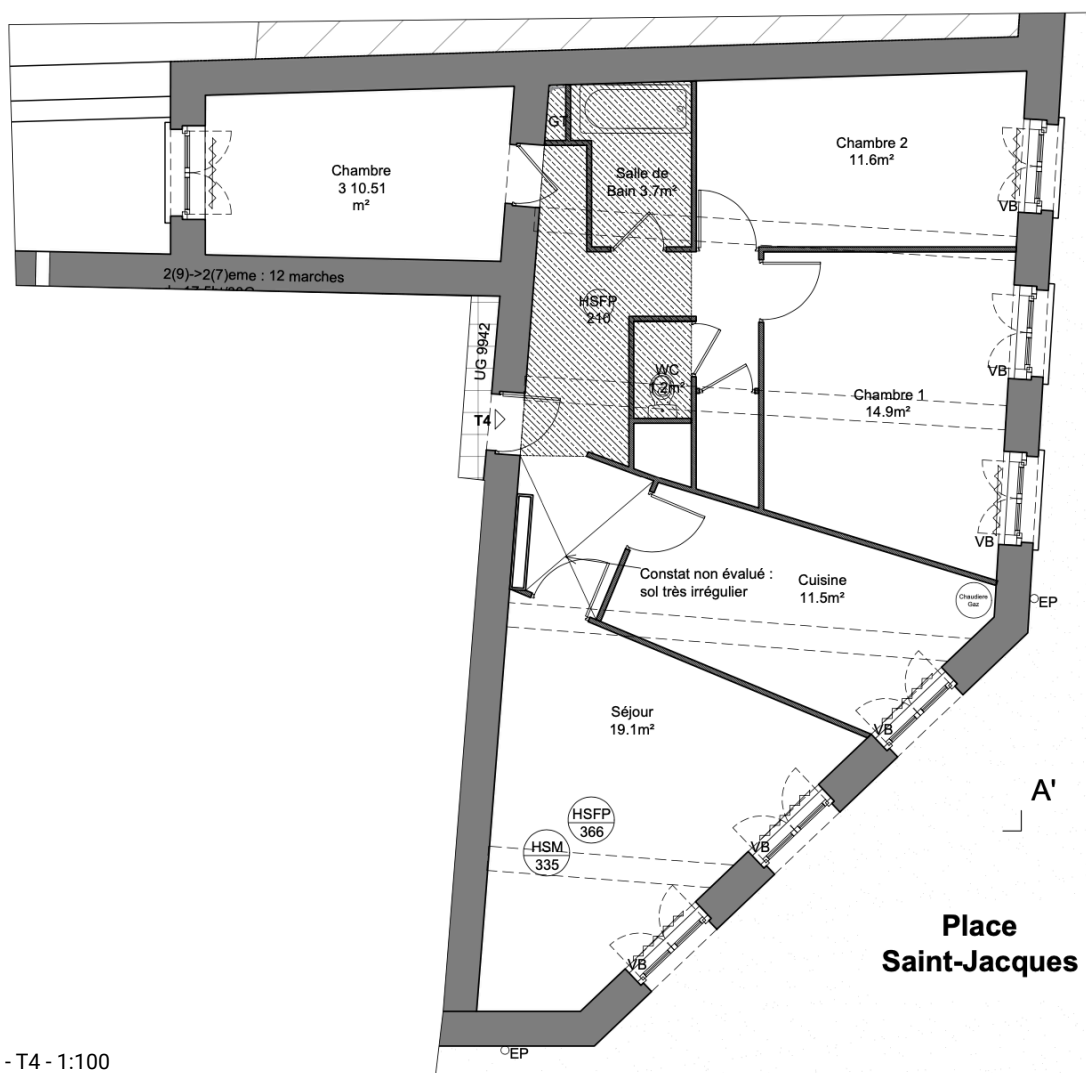 GT
Chambre 2
11.6m²
Chambre
3 10.51
m²
Salle de
Bain 3.7m²
VB
2(9)->2(7)eme : 12 marches
HSFP
210
UG 9942
WC
1.2m²
VB
Chambre 1
14.9m²
T4
VB
Constat non évalué :
sol très irrégulier
Cuisine
11.5m²
Chaudiere
Gaz
EP
Séjour
19.1m²
VB
A'
HSFP
366
HSM
335
VB
Place
Saint-Jacques
VB
EP
- T4 - 1:100